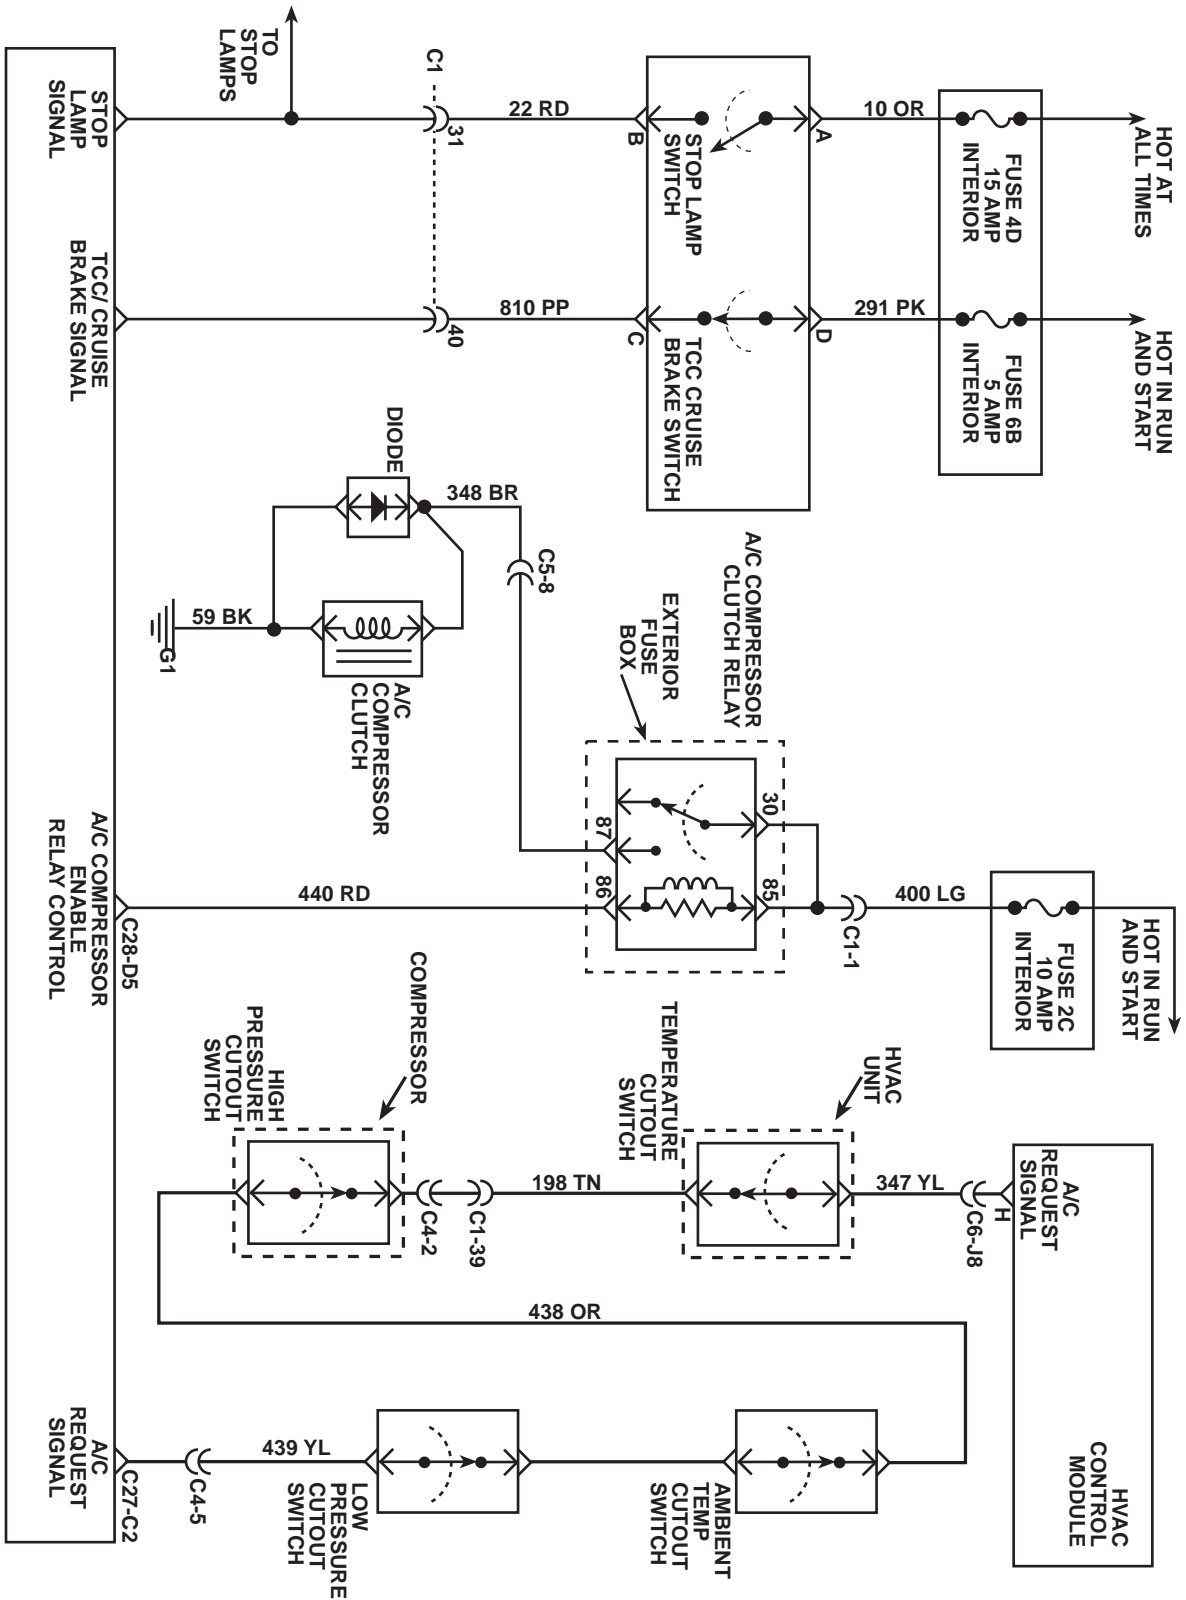 HOT AT
ALL TIMES
HOT IN RUN
AND START
HOT IN RUN
AND START
FUSE 4D
15 AMP
INTERIOR
FUSE 6B
5 AMP
INTERIOR
FUSE 2C
10 AMP
INTERIOR
10 OR
291 PK
400 LG
A
D
STOP LAMP
SWITCH
TCC CRUISE
BRAKE SWITCH
B
C
22 RD
810 PP
C1
31
40
TO
STOP
LAMPS
STOP
LAMP
SIGNAL
TCC/ CRUISE
BRAKE SIGNAL
DIODE
348 BR
C5-8
59 BK
G1
A/C
COMPRESSOR
CLUTCH
A/C COMPRESSOR
CLUTCH RELAY
EXTERIOR
FUSE
BOX
30
85
87
86
C1-1
440 RD
C28-D5
A/C COMPRESSOR
ENABLE
RELAY CONTROL
HVAC
CONTROL
MODULE
A/C
REQUEST
SIGNAL
H
C6-J8
347 YL
HVAC
UNIT
TEMPERATURE
CUTOUT
SWITCH
198 TN
C1-39
C4-2
COMPRESSOR
HIGH
PRESSURE
CUTOUT
SWITCH
438 OR
AMBIENT
TEMP
CUTOUT
SWITCH
LOW
PRESSURE
CUTOUT
SWITCH
439 YL
C4-5
C27-C2
A/C
REQUEST
SIGNAL